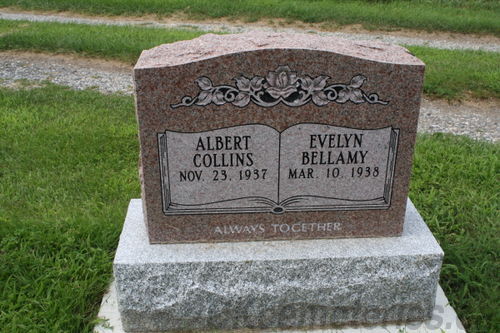 ALBERT
COLLINS
NOV. 23. 1937
EVELYN
BELLAMY
MAR. 10. 1938
ALWAYS TOGETHER